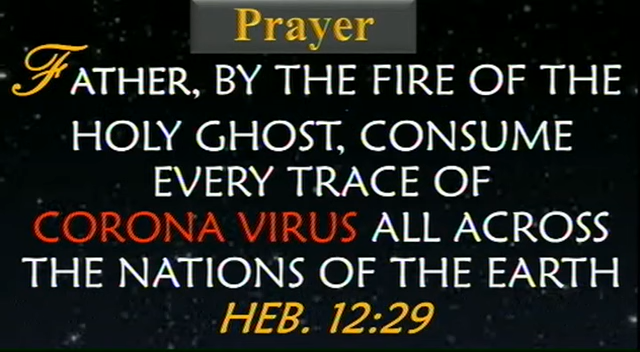 Prayer
FATHER, BY THE FIRE OF THE
HOLY GHOST, CONSUME
EVERY TRACE OF
CORONA VIRUS ALL ACROSS
THE NATIONS OF THE EARTH
HEB. 12:29